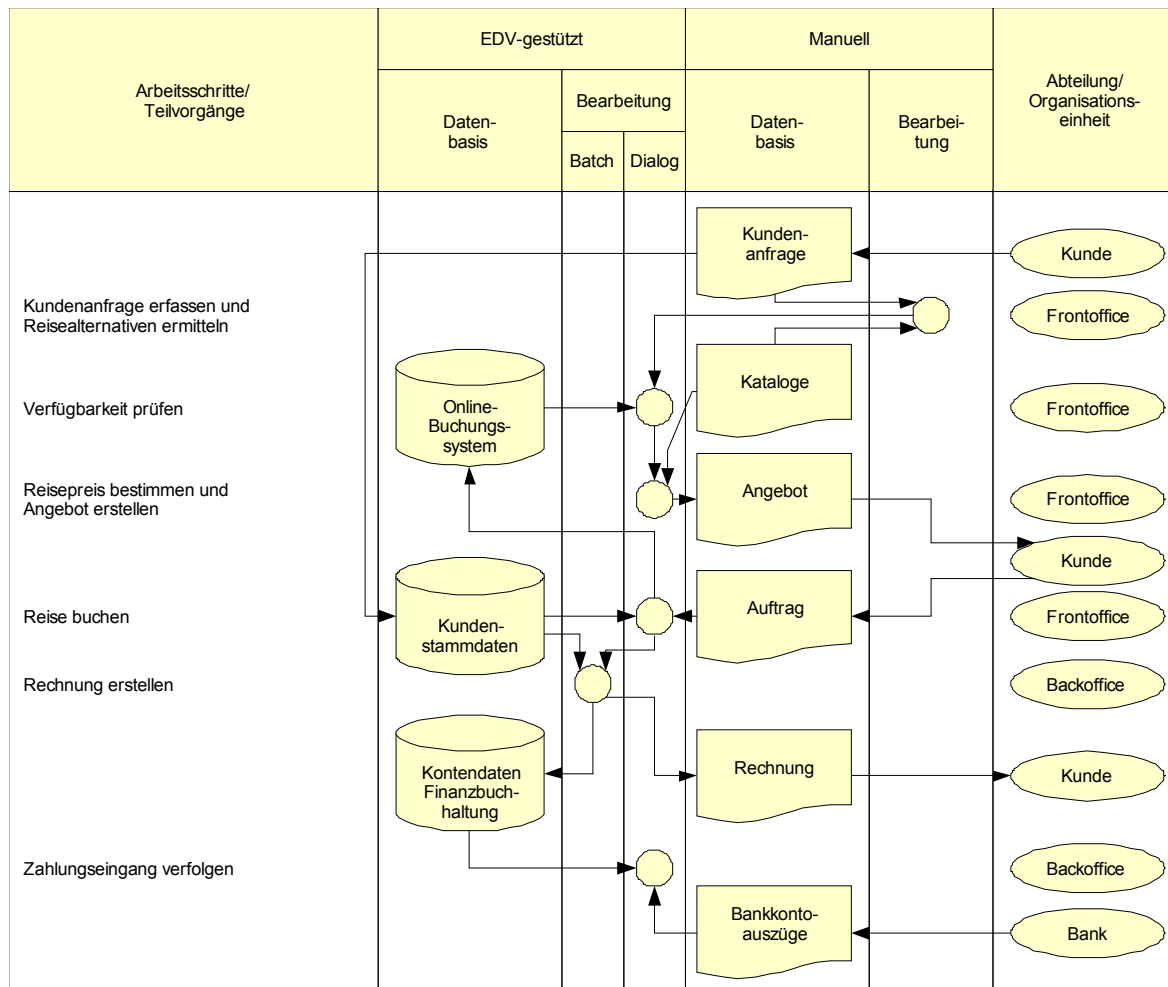 EDV-gestützt
Manuell
Arbeitsschritte/
Teilvorgänge
Daten-
basis
Bearbeitung
Batch
Dialog
Daten-
basis
Bearbei-
tung
Abteilung/
Organisations-
einheit
Kunden-
anfrage
Kunde
Kundenanfrage erfassen und
Reisealternativen ermitteln
Frontoffice
Kataloge
Verfügbarkeit prüfen
Online-
Buchungs-
system
Frontoffice
Reisepreis bestimmen und
Angebot erstellen
Angebot
Frontoffice
Kunde
Reise buchen
Kunden-
stammdaten
Auftrag
Frontoffice
Rechnung erstellen
Backoffice
Kontendaten
Finanzbuch-
haltung
Rechnung
Kunde
Zahlungseingang verfolgen
Backoffice
Bankkonto-
auszüge
Bank